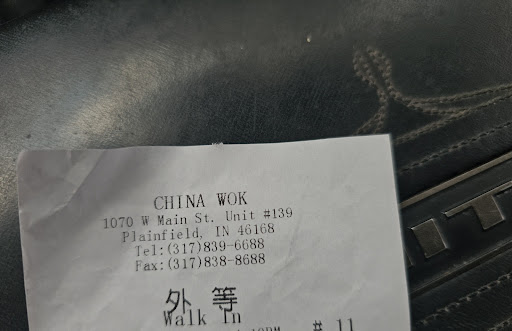 CHINA WOK
1070 W Main St. Unit #139
Plainfield, IN 46168
Tel:(317)839-6688
Fax:(317)838-8688
外 等
Walk In
# 11